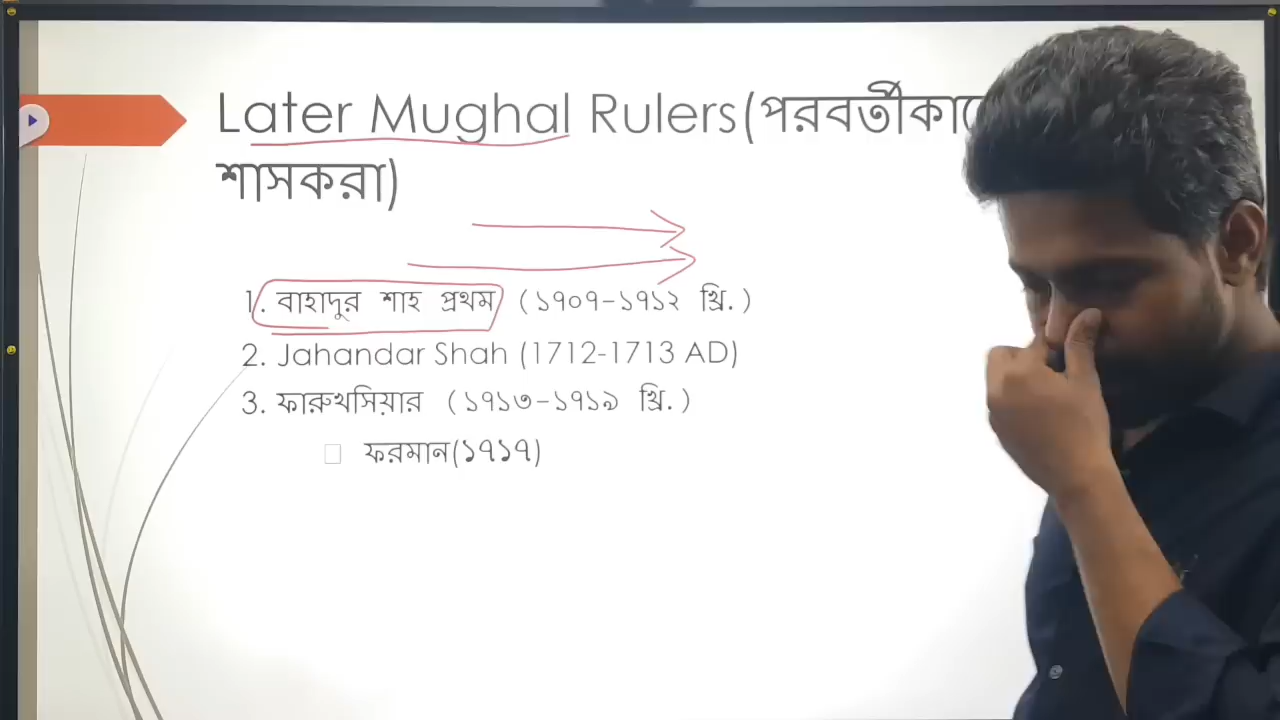 Later Mughal Rulers(
শাসকরা)
1. বাহাদুর শাহ প্রথম (১৭০৭-১৭১২ খ্রি.)
2. Jahandar Shah (1712-1713 AD)
3. ফারুখসিয়ার (১৭১৩-১৭১৯ খ্রি.)
ফরমান(১৭১৭)